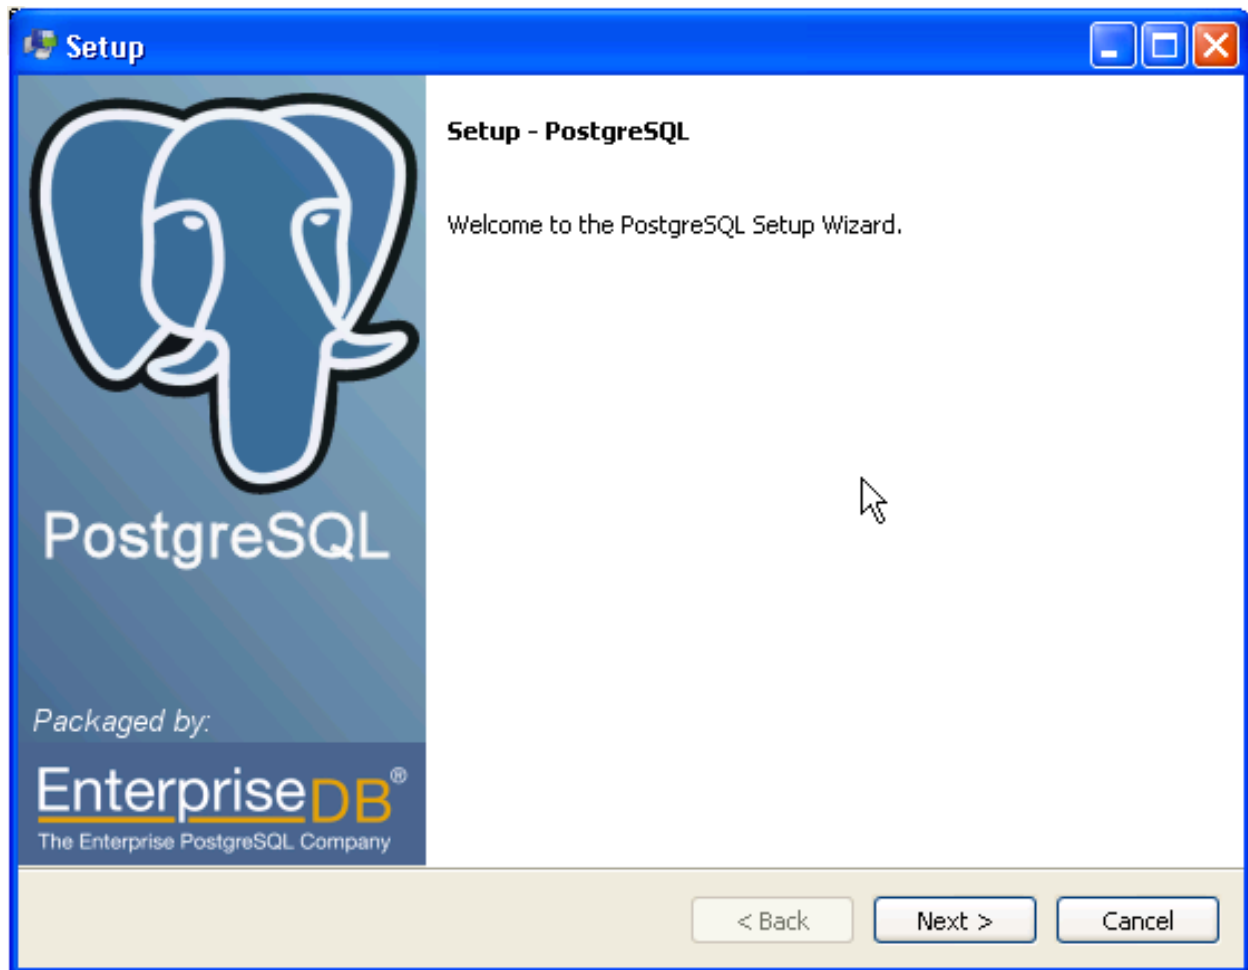 Setup
Setup - PostgreSQL
Welcome to the PostgreSQL Setup Wizard.
PostgreSQL
Packaged by:
EnterpriseDB®
The Enterprise PostgreSQL Company
< Back
Next >
Cancel